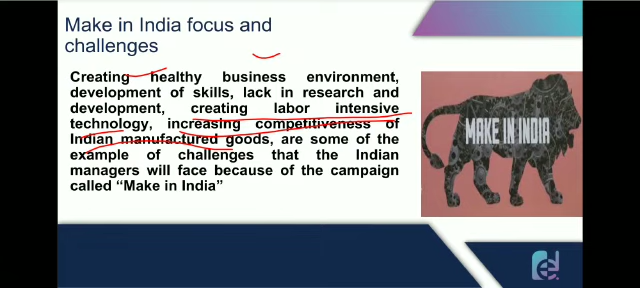 Make in India focus and
challenges
Creating healthy business environment,
development of skills, lack in research and
development, creating labor intensive
technology, increasing competitiveness of
Indian manufactured goods, are some of the
example of challenges that the Indian
managers will face because of the campaign
called “Make in India”
MAKE IN INDIA